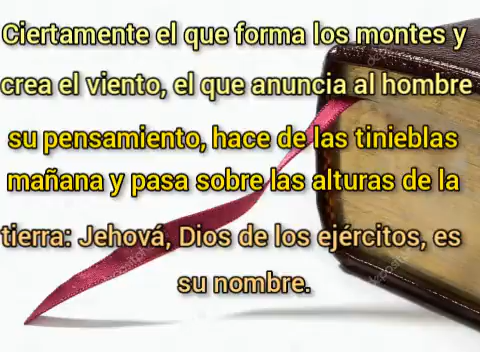 Ciertamente el que forma los montes y
crea el viento, el que anuncia al hombre
su pensamiento, hace de las tinieblas
mañana y pasa sobre las alturas de la
tierra: Jehová, Dios de los ejércitos, es
su nombre.